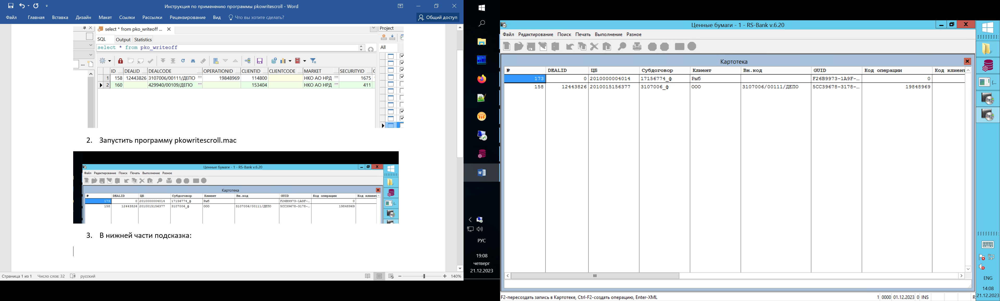 Инструкция по применению программы pkowritescroll - Word
Файл Главная Вставка Дизайн Макет Ссылки Рассылки Рецензирование Вид Что вы хотите сделать? Общий доступ
select * from pko_writeoff ... Project
SQL Output Statistics
select * from pko_writeoff
All
ID DEALID DEALCODE OPERATIONID CLIENTID CLIENTCODE MARKET SECURITYID
1 158 12443826 3107006/00111/ДЕПО ... 19848969 114800 НКО АО НРД ... 1675
2 160 429940/00109/ДЕПО ... 153404 НКО АО НРД ... 411
2. Запустить программу pkowritescroll.mac
Ценные бумаги - 1 - RS-Bank v.6.20
Файл Редактирование Поиск Печать Выполнение Разное
Картотека
№ DEALID ЦБ Субдоговор Клиент Вн.код GUID Код операции Код клиент
173 0 2010000004014 17156774_ф Рыб F26B9973-1A9F-... 0
158 12443826 2010015156377 3107006_ф ООО 3107006/00111/ДЕПО 5CC39678-3178-... 19848969
3. В нижней части подсказка:
Страница 1 из 1 Число слов: 32 русский 140%
РУС
19:08
четверг
21.12.2023
Ценные бумаги - 1 - RS-Bank v.6.20
Файл Редактирование Поиск Печать Выполнение Разное
Картотека
№ DEALID ЦБ Субдоговор Клиент Вн.код GUID Код операции Код клиент
173 0 2010000004014 17156774_ф Рыб F26B9973-1A9F-... 0
158 12443826 2010015156377 3107006_ф ООО 3107006/00111/ДЕПО 5CC39678-3178-... 19848969
F2-пересоздать запись в Картотеке, Ctrl-F2-создать операцию, Enter-XML 1 0000 01.12.2023 0 INS R
ENG
14:08
21.12.2023